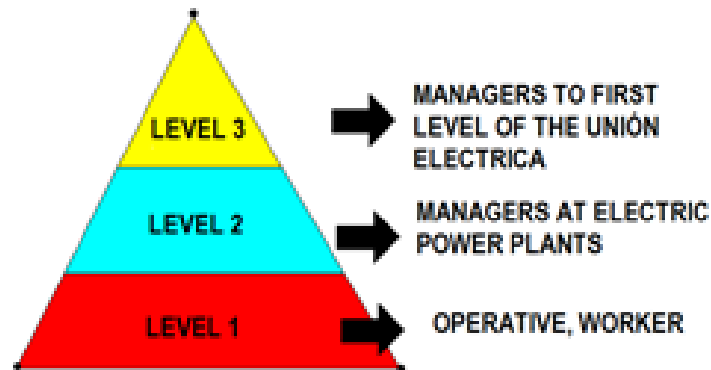 LEVEL 3
MANAGERS TO FIRST
LEVEL OF THE UNIÓN
ELECTRICA
LEVEL 2
MANAGERS AT ELECTRIC
POWER PLANTS
LEVEL 1
OPERATIVE, WORKER